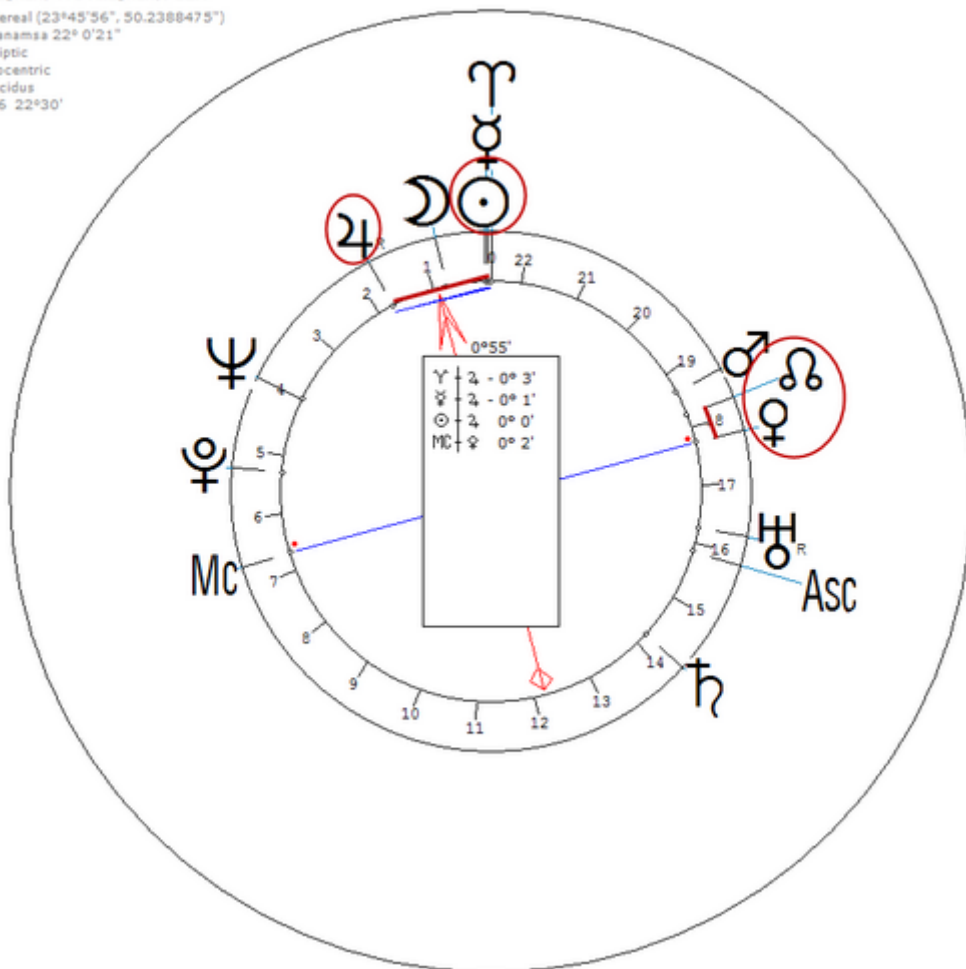 ereal (23°45'56", 50.2388475")
anamsa 22° 0'21"
iptic
ocentric
cidus
22°30'
♈
☿
☉
☽
♃ R
0
22
21
20
19
♂
☊
8
♀
17
♅ R
16
Asc
15
14
♄
13
12
11
10
9
8
7
Mc
6
♇
5
♆
4
3
2
1
0°55'
♈ ♃ - 0° 3'
☿ ♃ - 0° 1'
☉ ♃ 0° 0'
MC ♀ 0° 2'